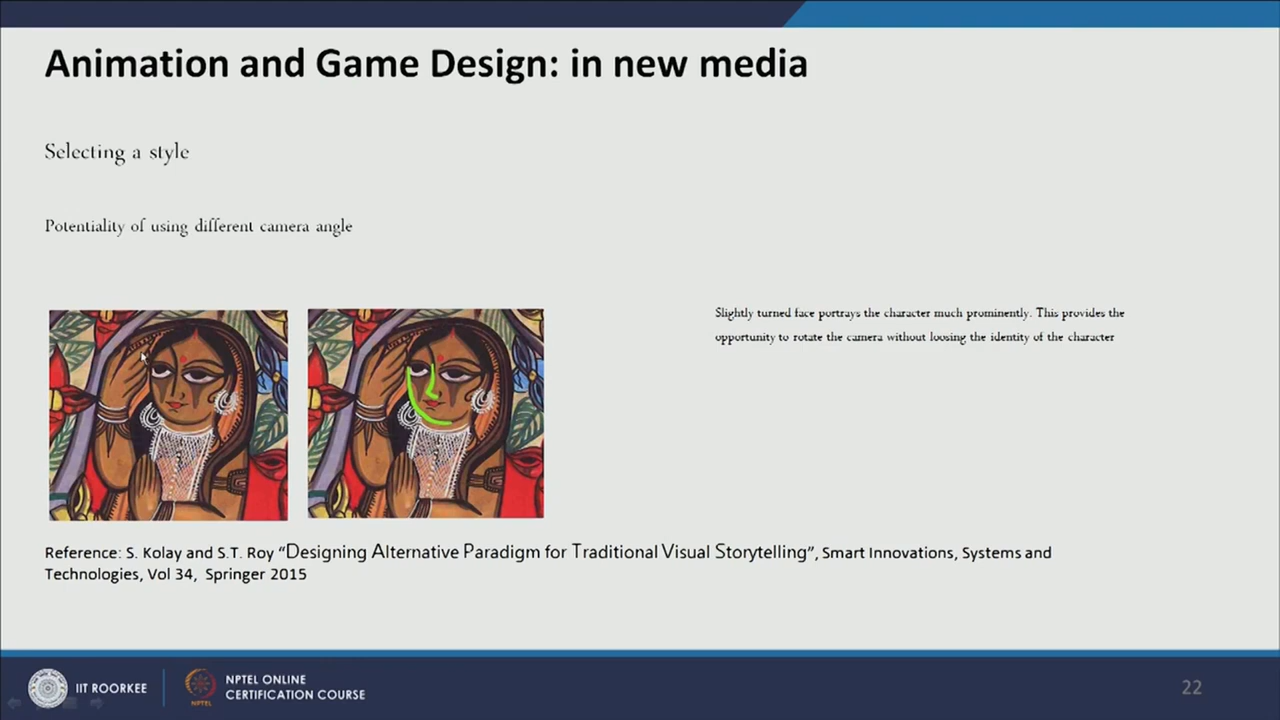 Animation and Game Design: in new media
Selecting a style
Potentiality of using different camera angle
Slightly turned face portrays the character much prominently. This provides the
opportunity to rotate the camera without loosing the identity of the character
Reference: S. Kolay and S.T. Roy “Designing Alternative Paradigm for Traditional Visual Storytelling”, Smart Innovations, Systems and
Technologies, Vol 34, Springer 2015
IIT ROORKEE
NPTEL
NPTEL ONLINE
CERTIFICATION COURSE
22